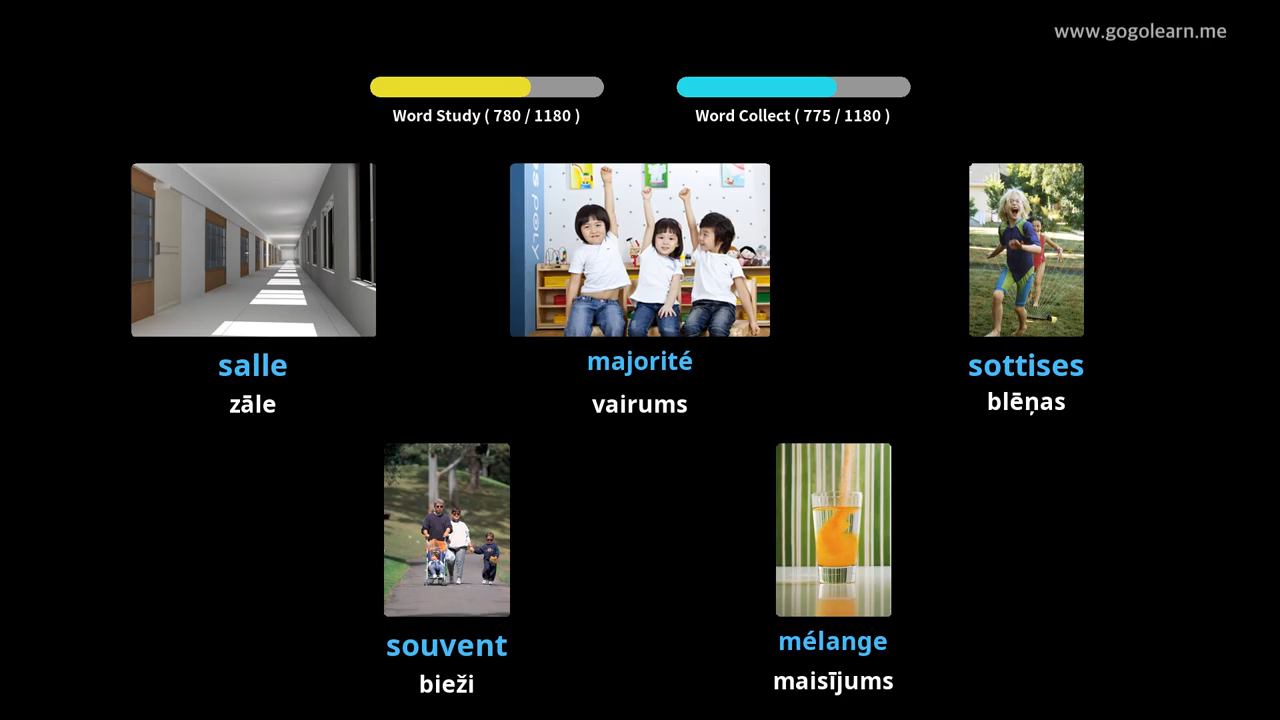 www.gogolearn.me
Word Study ( 780 / 1180 )
Word Collect ( 775 / 1180 )
salle
zāle
majorité
vairums
sottises
blēņas
souvent
bieži
mélange
maisījums